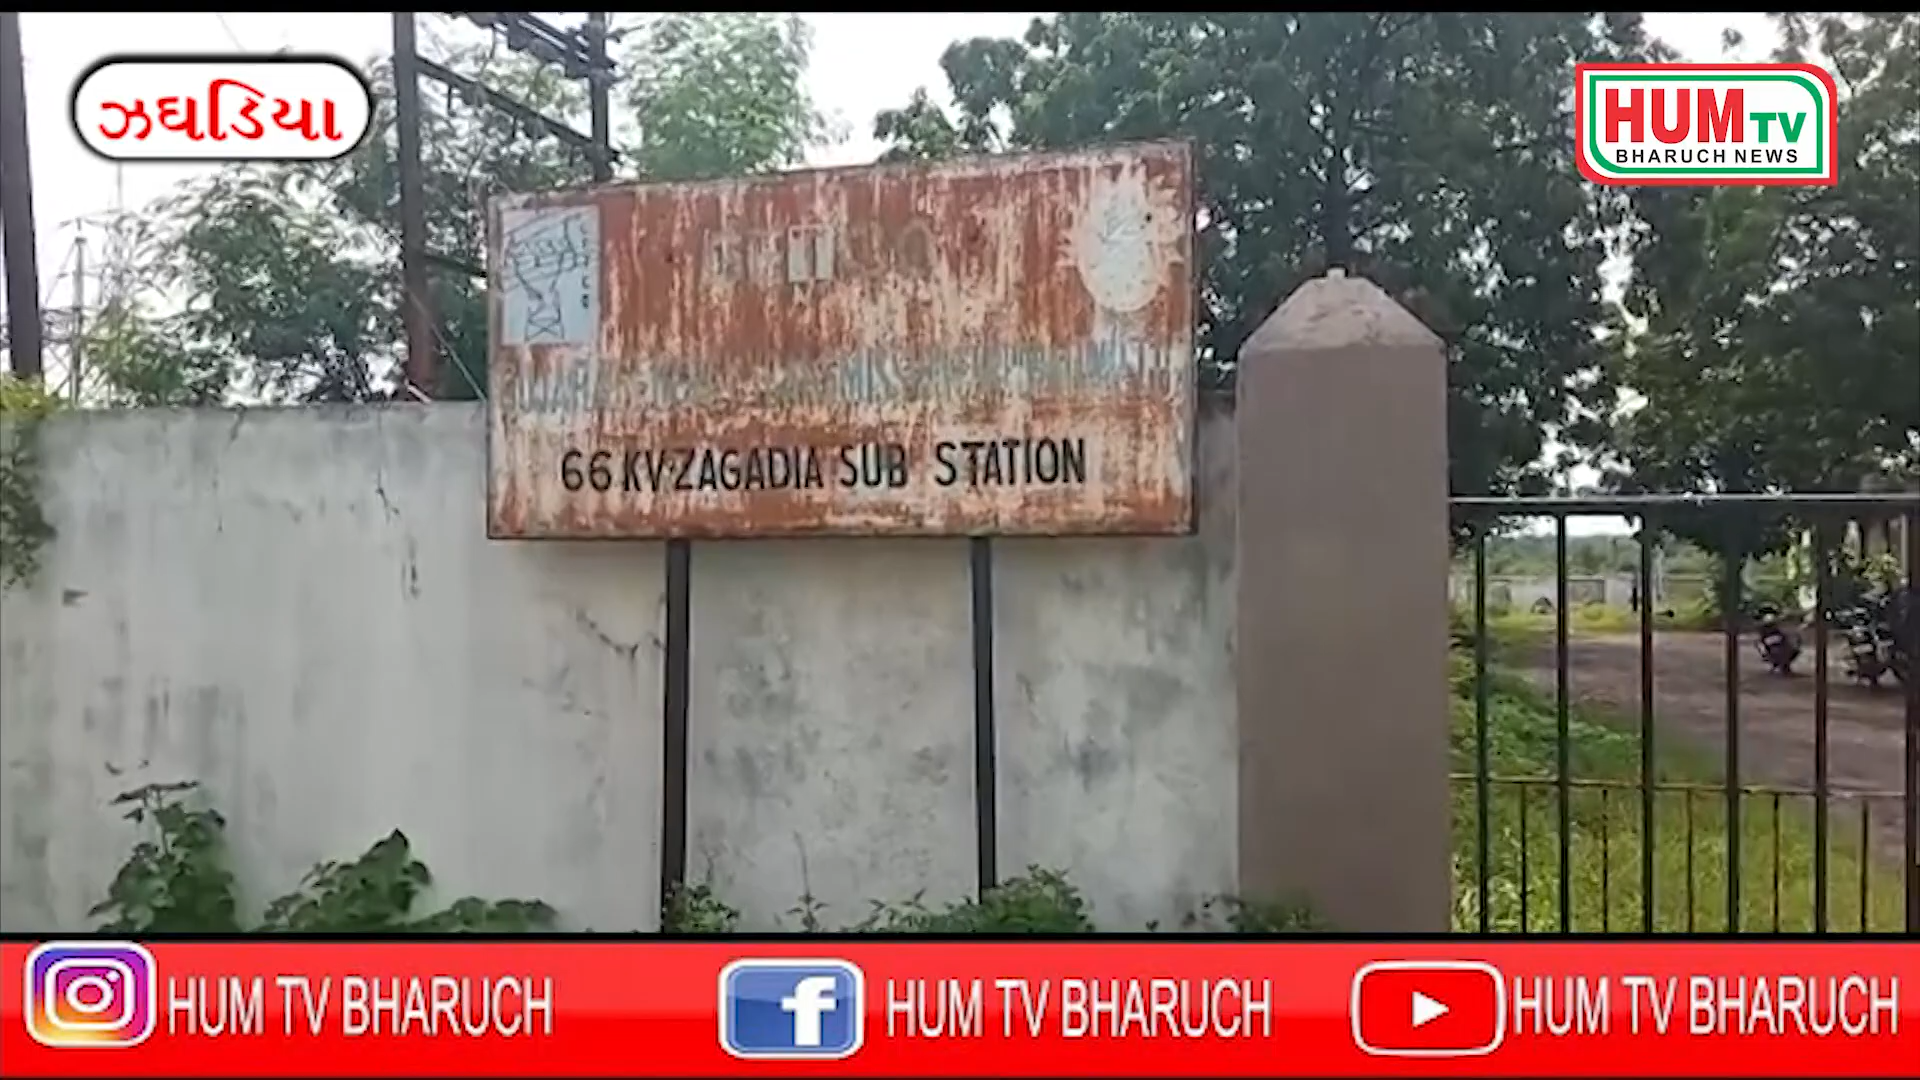 ઝઘડિયા
HUM TV
BHARUCH NEWS
66 KV ZAGADIA SUB STATION
HUM TV BHARUCH
HUM TV BHARUCH
HUM TV BHARUCH